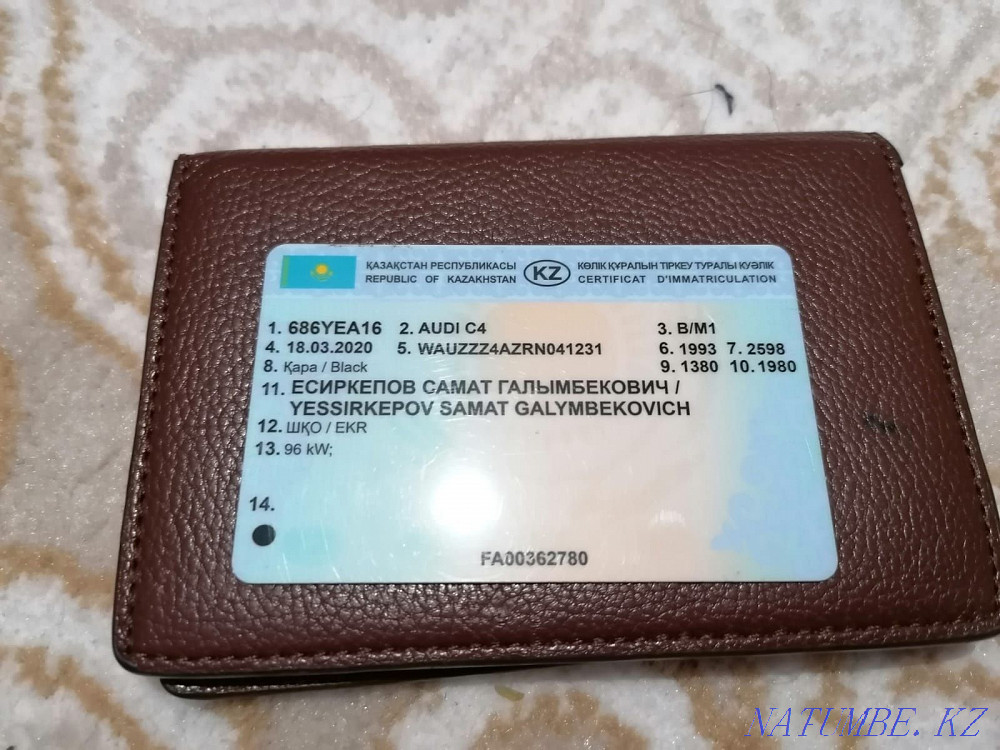 ҚАЗАҚСТАН РЕСПУБЛИКАСЫ KZ КӨЛІК ҚҰРАЛЫН ТІРКЕУ ТУРАЛЫ КУӘЛІК
REPUBLIC OF KAZAKHSTAN CERTIFICAT D'IMMATRICULATION
1. 686YEA16 2. AUDI C4 3. B/M1
4. 18.03.2020 5. WAUZZZ4AZRN041231 6. 1993 7. 2598
8. Қара / Black 9. 1380 10. 1980
11. ЕСИРКЕПОВ САМАТ ГАЛЫМБЕКОВИЧ /
YESSIRKEPOV SAMAT GALYMBEKOVICH
12. ШҚО / EKR
13. 96 kW;
14.
FA00362780
NATUMBE. KZ